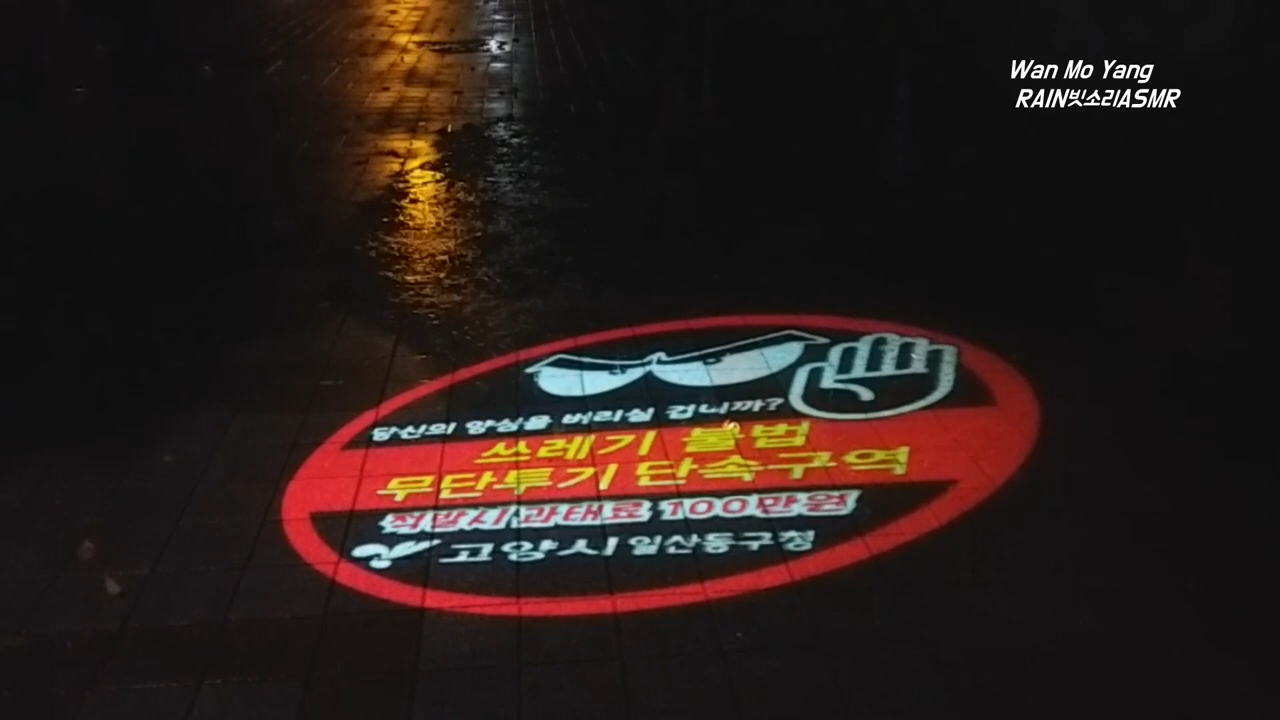 Wan Mo Yang
RAIN빗소리ASMR
당신의 양심을 버리실 겁니까?
쓰레기 불법
무단투기 단속구역
적발시 과태료 100만원
고양시 일산동구청